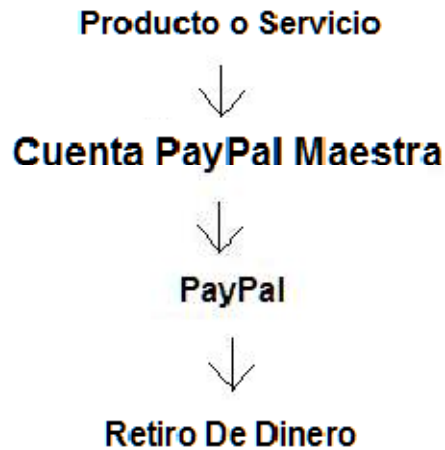 Producto o Servicio
Cuenta PayPal Maestra
PayPal
Retiro De Dinero